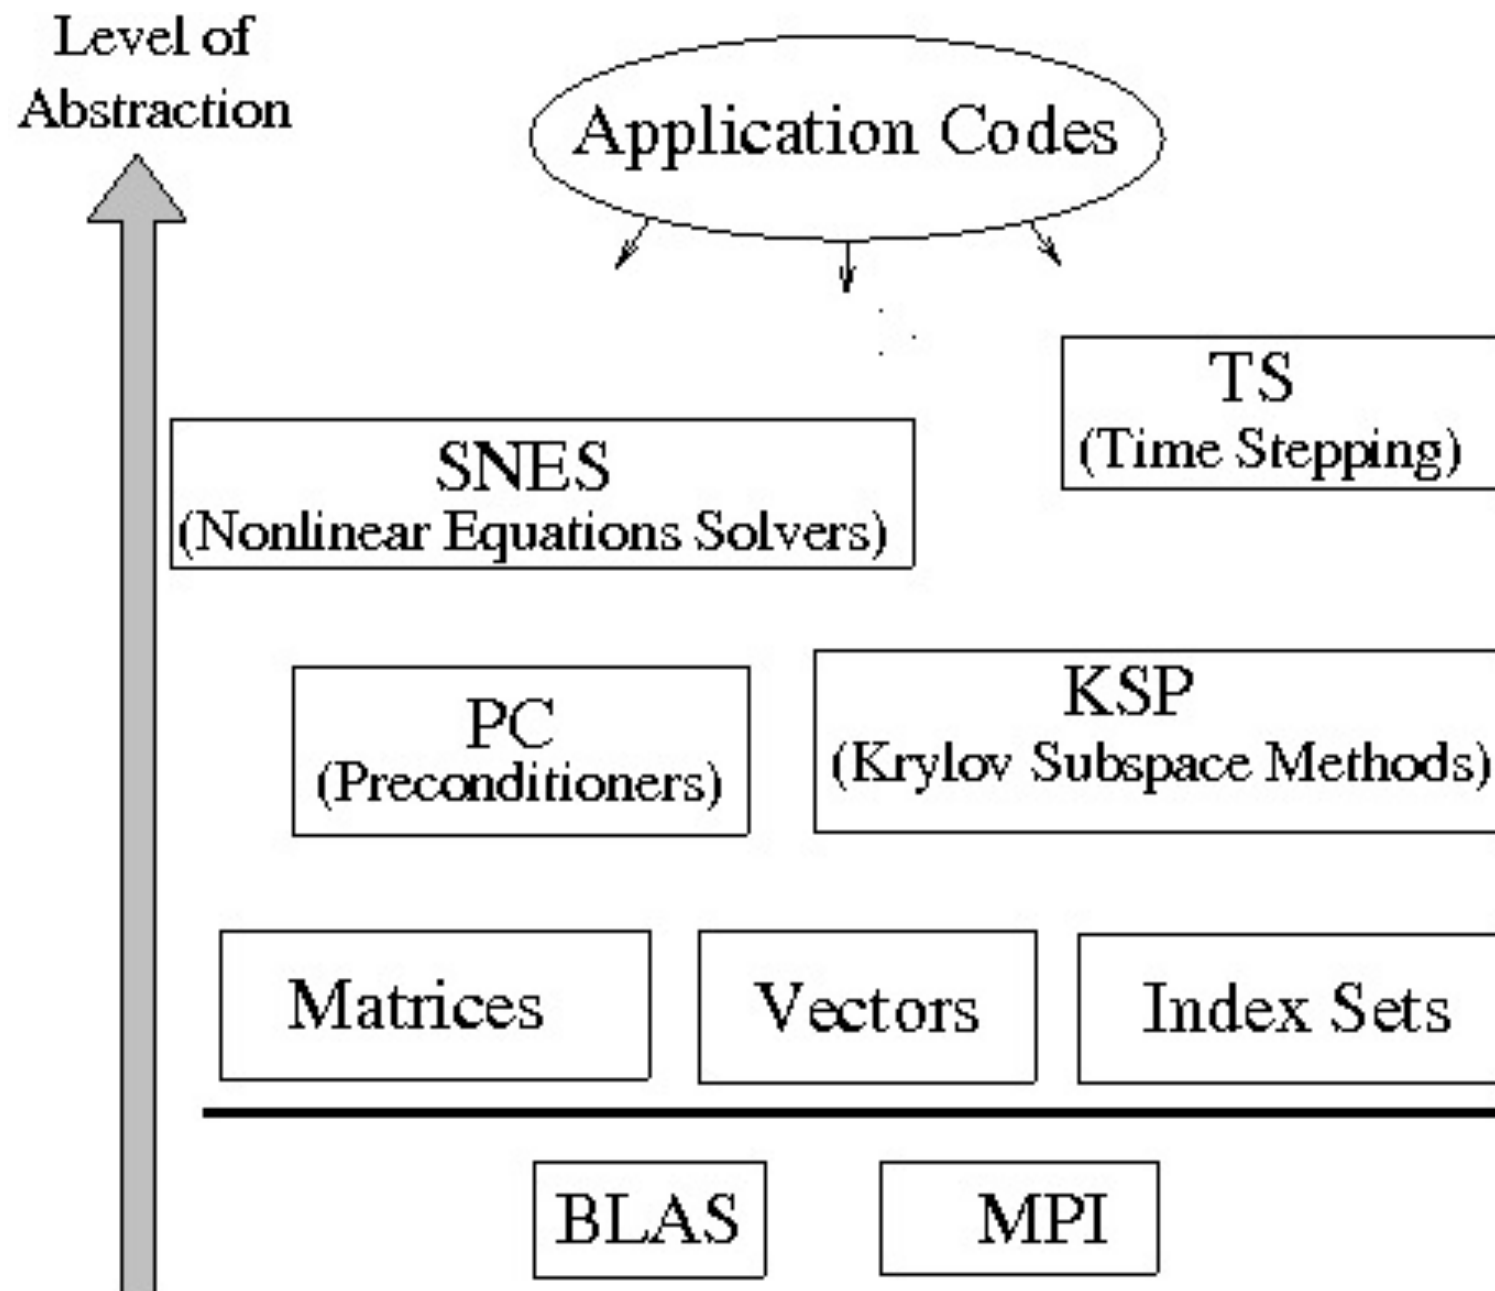 Level of
Abstraction
Application Codes
TS
(Time Stepping)
SNES
(Nonlinear Equations Solvers)
PC
(Preconditioners)
KSP
(Krylov Subspace Methods)
Matrices
Vectors
Index Sets
BLAS
MPI